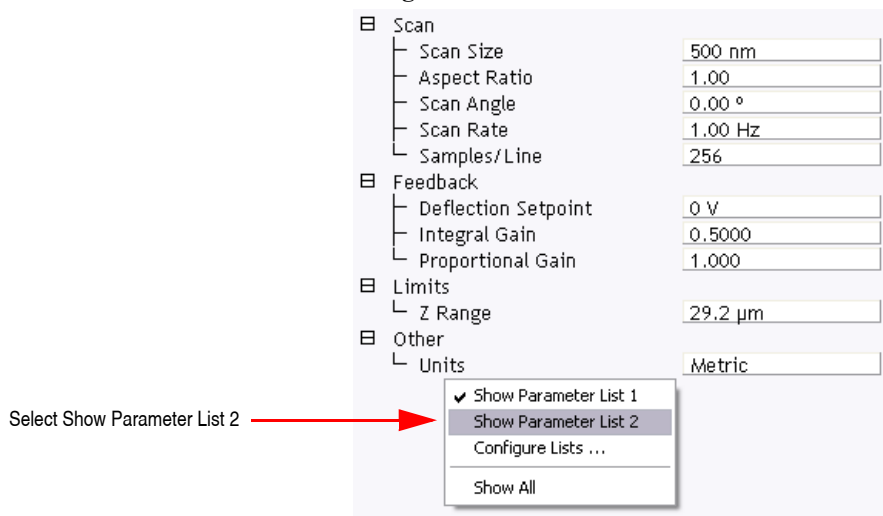 Scan
Scan Size 500 nm
Aspect Ratio 1.00
Scan Angle 0.00 º
Scan Rate 1.00 Hz
Samples/Line 256
Feedback
Deflection Setpoint 0 V
Integral Gain 0.5000
Proportional Gain 1.000
Limits
Z Range 29.2 µm
Other
Units Metric
Show Parameter List 1
Select Show Parameter List 2 Show Parameter List 2
Configure Lists ...
Show All